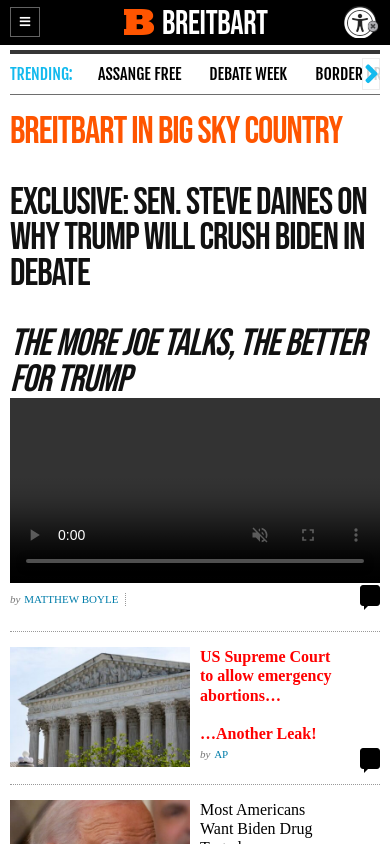 BREITBART
TRENDING:
ASSANGE FREE
DEBATE WEEK
BORDER
BREITBART IN BIG SKY COUNTRY
EXCLUSIVE: SEN. STEVE DAINES ON
WHY TRUMP WILL CRUSH BIDEN IN
DEBATE
THE MORE JOE TALKS, THE BETTER
FOR TRUMP
0:00
by MATTHEW BOYLE
US Supreme Court
to allow emergency
abortions…
…Another Leak!
by AP
Most Americans
Want Biden Drug